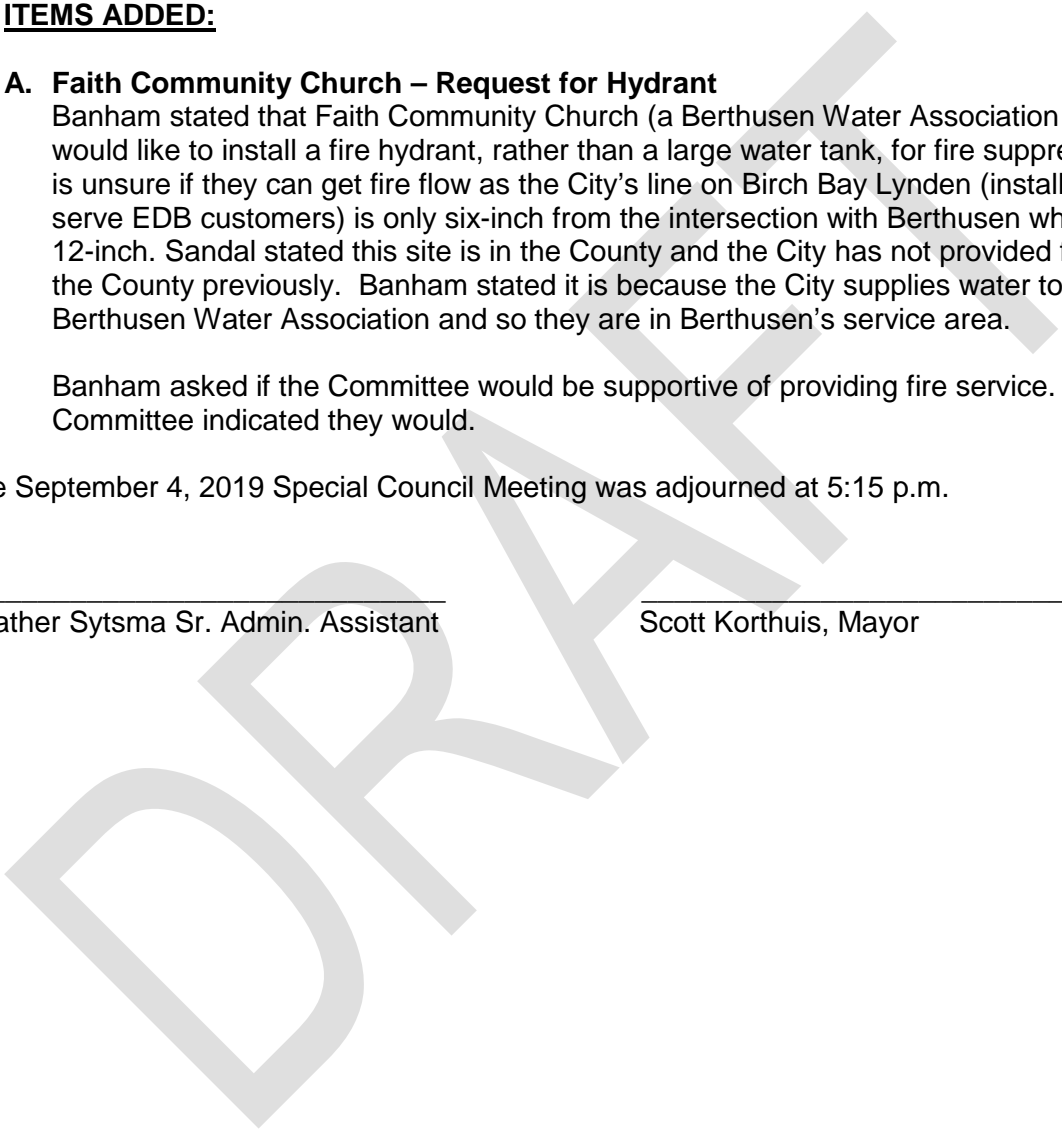 ITEMS ADDED:
A. Faith Community Church – Request for Hydrant
Banham stated that Faith Community Church (a Berthusen Water Association
would like to install a fire hydrant, rather than a large water tank, for fire
is unsure if they can get fire flow as the City's line on Birch Bay Lynden
serve EDB customers) is only six-inch from the intersection with Berthusen
12-inch. Sandal stated this site is in the County and the City has not provided
the County previously. Banham stated it is because the City supplies water to
Berthusen Water Association and so they are in Berthusen's service area.
Banham asked if the Committee would be supportive of providing fire service.
Committee indicated they would.
September 4, 2019 Special Council Meeting was adjourned at 5:15 p.m.
Sytsma Sr. Admin. Assistant Scott Korthuis, Mayor
DRAFT